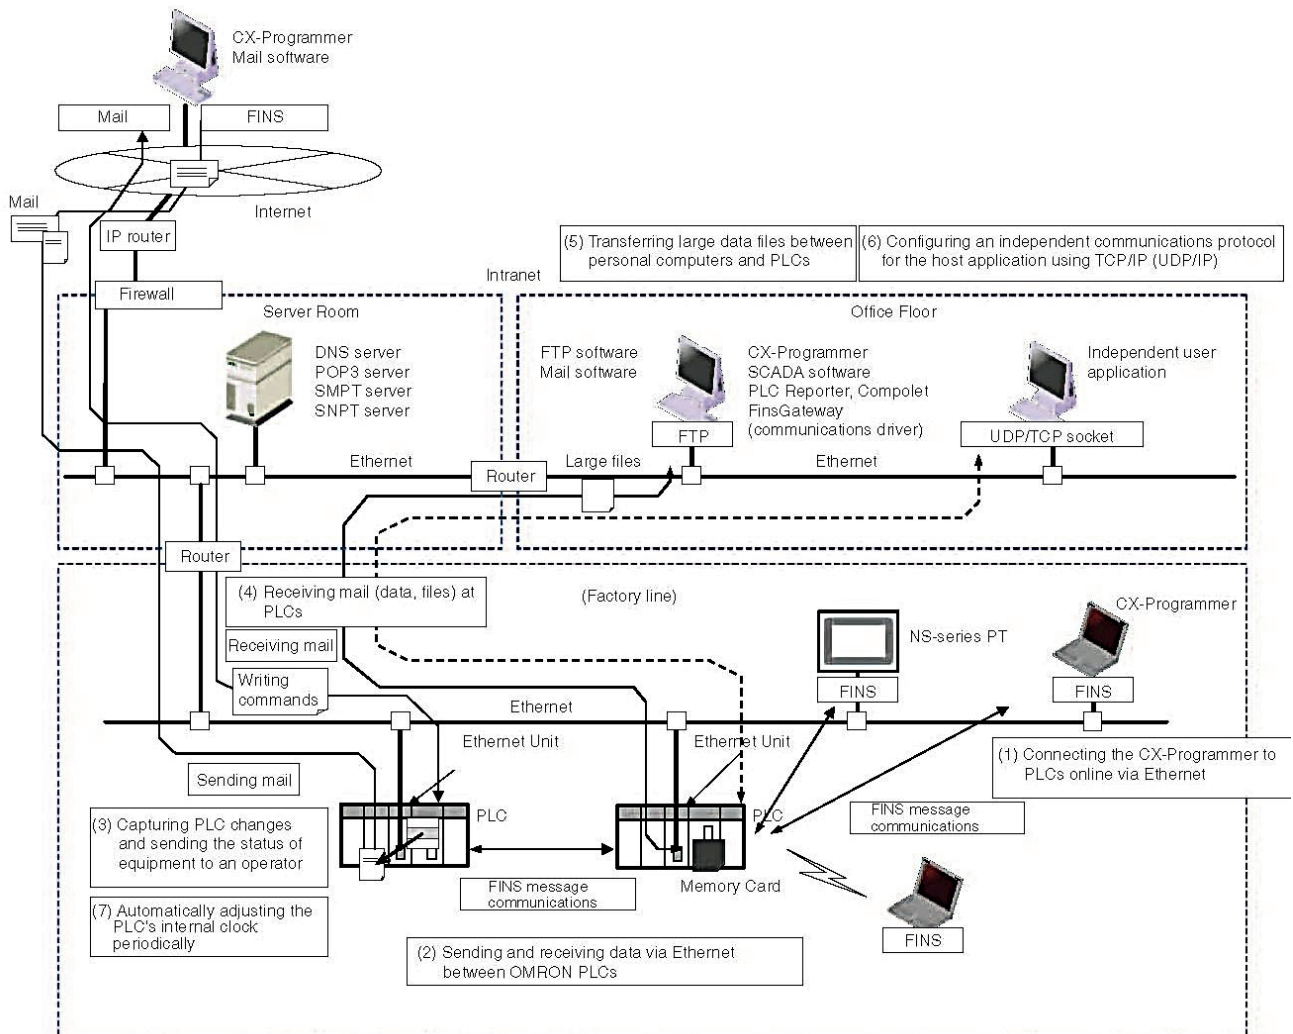 CX-Programmer
Mail software
Mail
FINS
Mail
Internet
IP router
Firewall
(5) Transferring large data files between
personal computers and PLCs
(6) Configuring an independent communications protocol
for the host application using TCP/IP (UDP/IP)
Intranet
Server Room
DNS server
POP3 server
SMPT server
SNPT server
Office Floor
FTP software
Mail software
CX-Programmer
SCADA software
PLC Reporter, Compolet
FinsGateway
(communications driver)
Independent user
application
FTP
UDP/TCP socket
Ethernet
Router
Large files
Ethernet
Router
(4) Receiving mail (data, files) at
PLCs
(Factory line)
Receiving mail
Writing
commands
NS-series PT
CX-Programmer
FINS
FINS
Ethernet
Ethernet Unit
Ethernet Unit
(1) Connecting the CX-Programmer to
PLCs online via Ethernet
Sending mail
PLC
PLC
FINS message
communications
(3) Capturing PLC changes
and sending the status of
equipment to an operator
FINS message
communications
Memory Card
(7) Automatically adjusting the
PLC's internal clock
periodically
FINS
(2) Sending and receiving data via Ethernet
between OMRON PLCs